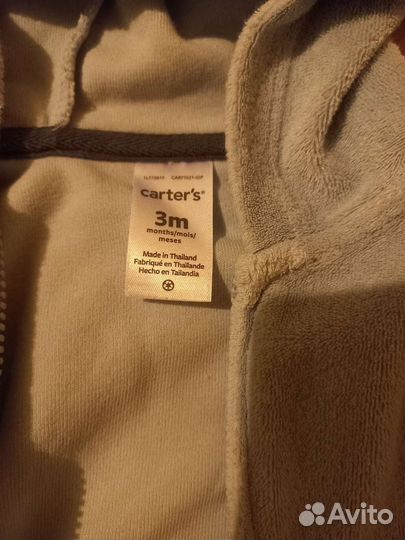 carter's®
3m
months/mois/
meses
Made in Thailand
Fabriqué en Thaïlande
Hecho en Tailandia
Avito